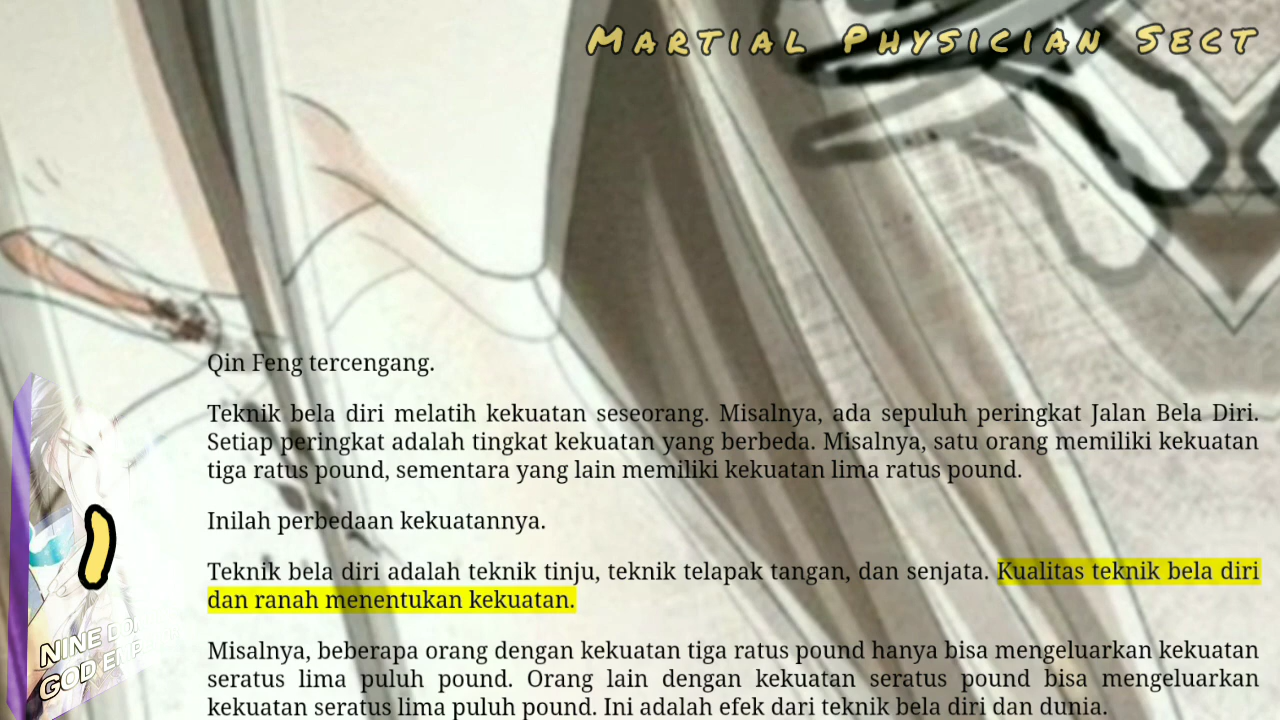 Martial Physician Sect
Qin Feng tercengang.
Teknik bela diri melatih kekuatan seseorang. Misalnya, ada sepuluh peringkat Jalan Bela Diri.
Setiap peringkat adalah tingkat kekuatan yang berbeda. Misalnya, satu orang memiliki kekuatan
tiga ratus pound, sementara yang lain memiliki kekuatan lima ratus pound.
Inilah perbedaan kekuatannya.
Teknik bela diri adalah teknik tinju, teknik telapak tangan, dan senjata. Kualitas teknik bela diri
dan ranah menentukan kekuatan.
Misalnya, beberapa orang dengan kekuatan tiga ratus pound hanya bisa mengeluarkan kekuatan
seratus lima puluh pound. Orang lain dengan kekuatan seratus pound bisa mengeluarkan
kekuatan seratus lima puluh pound. Ini adalah efek dari teknik bela diri dan dunia.
NINE
GOD